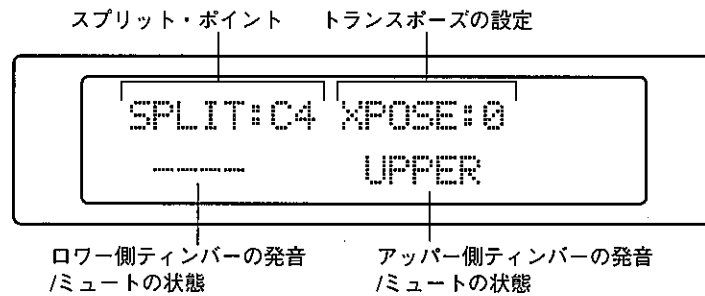 スプリット・ポイント トランスポーズの設定
SPLIT:C4 XPOSE:0
---- UPPER
ロワー側ティンバーの発音 アッパー側ティンバーの発音
/ミュートの状態 /ミュートの状態